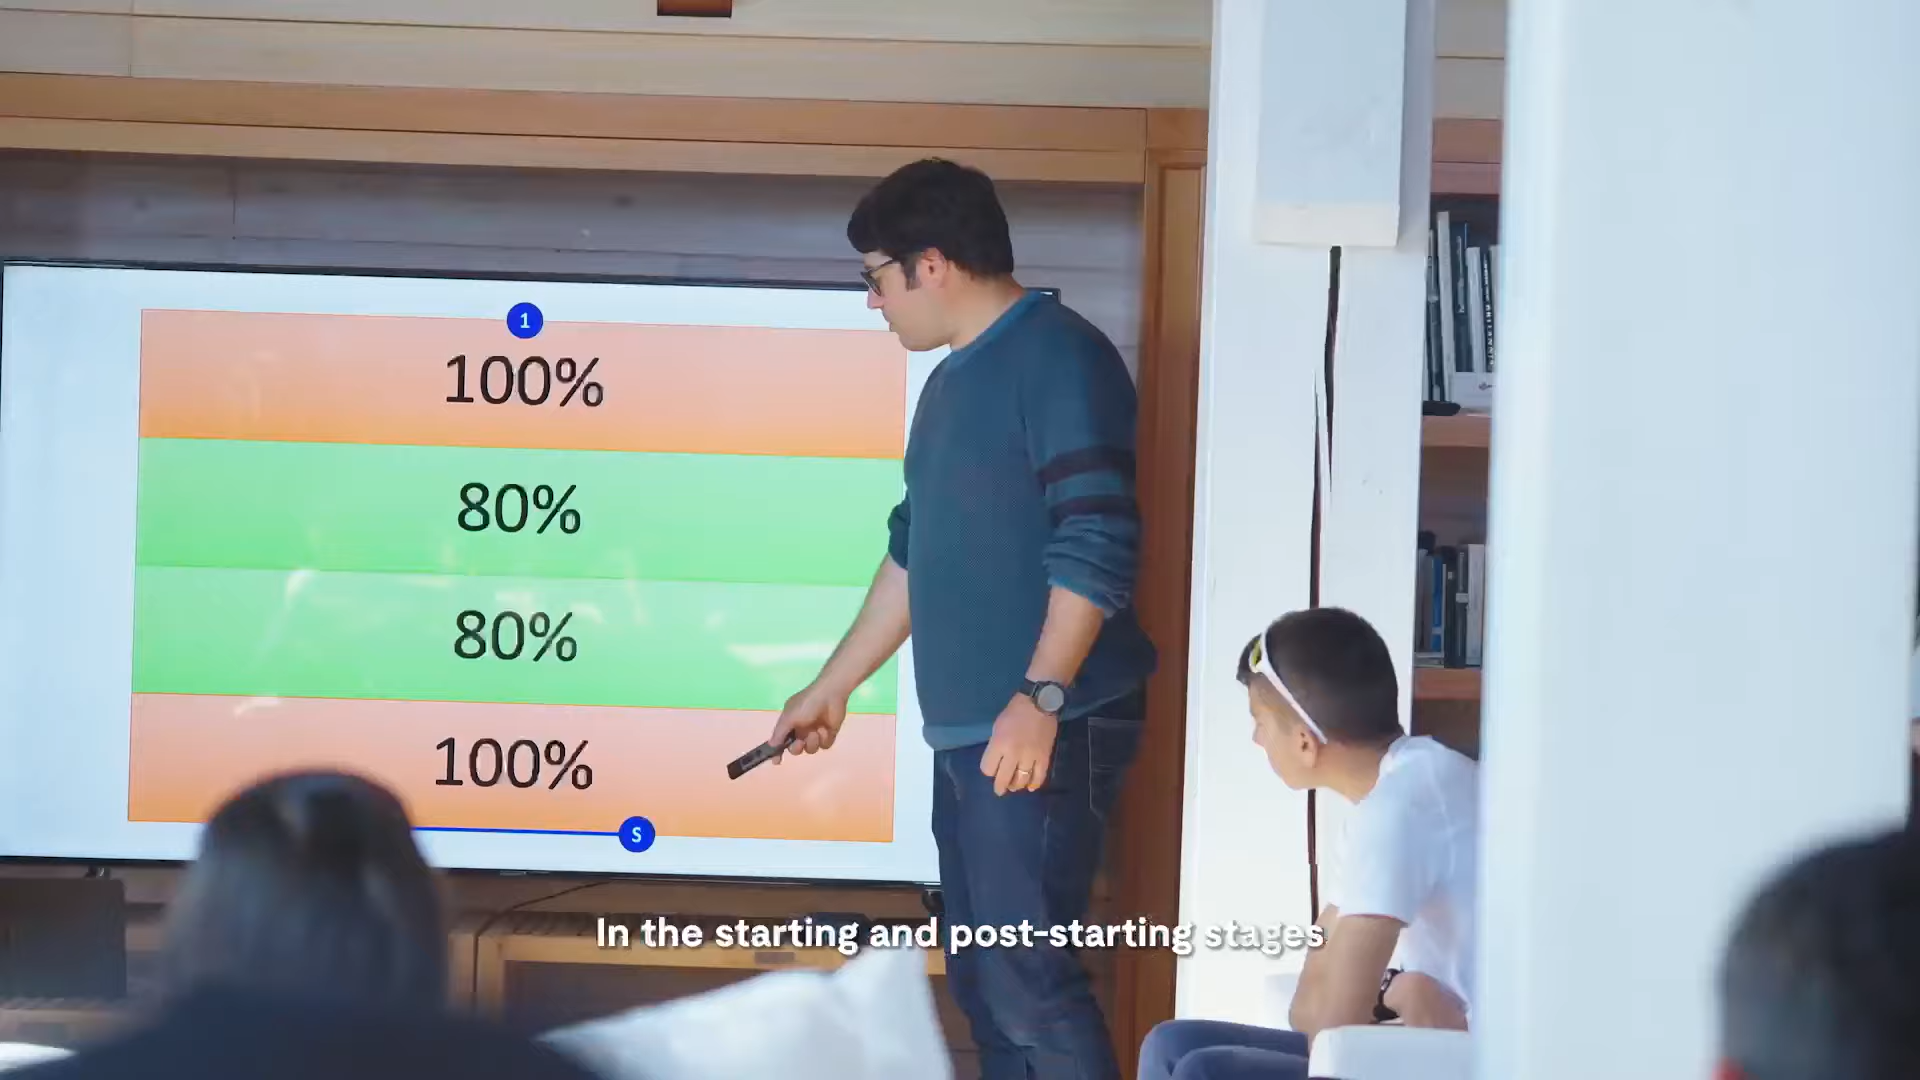 1
100%
80%
80%
100%
S
In the starting and post-starting stages